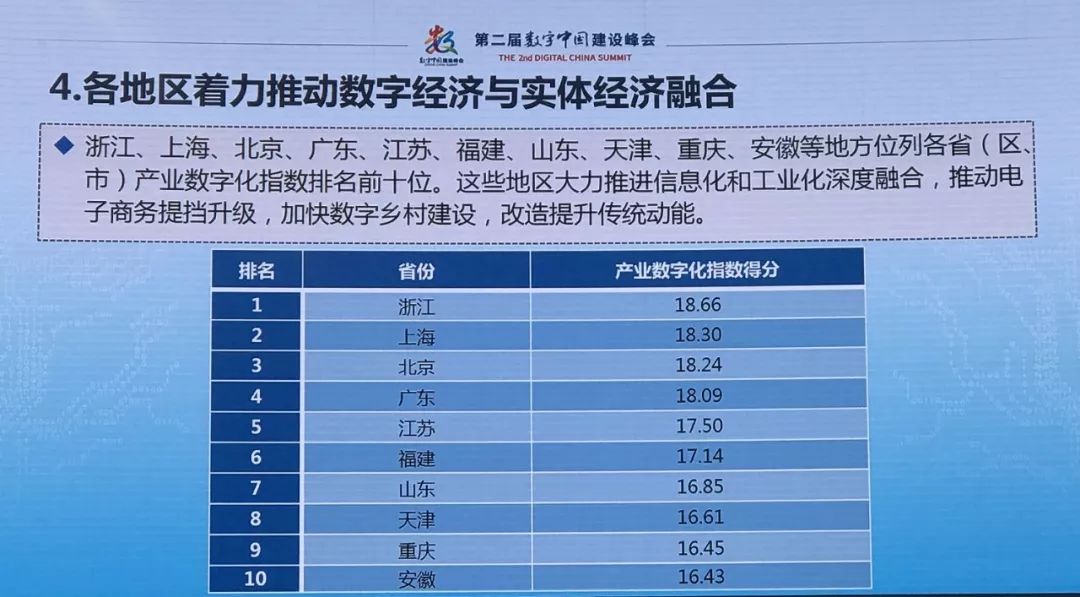 第二届数字中国建设峰会
THE 2nd DIGITAL CHINA SUMMIT
数字中国建设峰会
4.各地区着力推动数字经济与实体经济融合
浙江、上海、北京、广东、江苏、福建、山东、天津、重庆、安徽等地方位列各省（区、
市）产业数字化指数排名前十位。这些地区大力推进信息化和工业化深度融合，推动电
子商务提挡升级，加快数字乡村建设，改造提升传统动能。
排名 省份 产业数字化指数得分
1 浙江 18.66
2 上海 18.30
3 北京 18.24
4 广东 18.09
5 江苏 17.50
6 福建 17.14
7 山东 16.85
8 天津 16.61
9 重庆 16.45
10 安徽 16.43